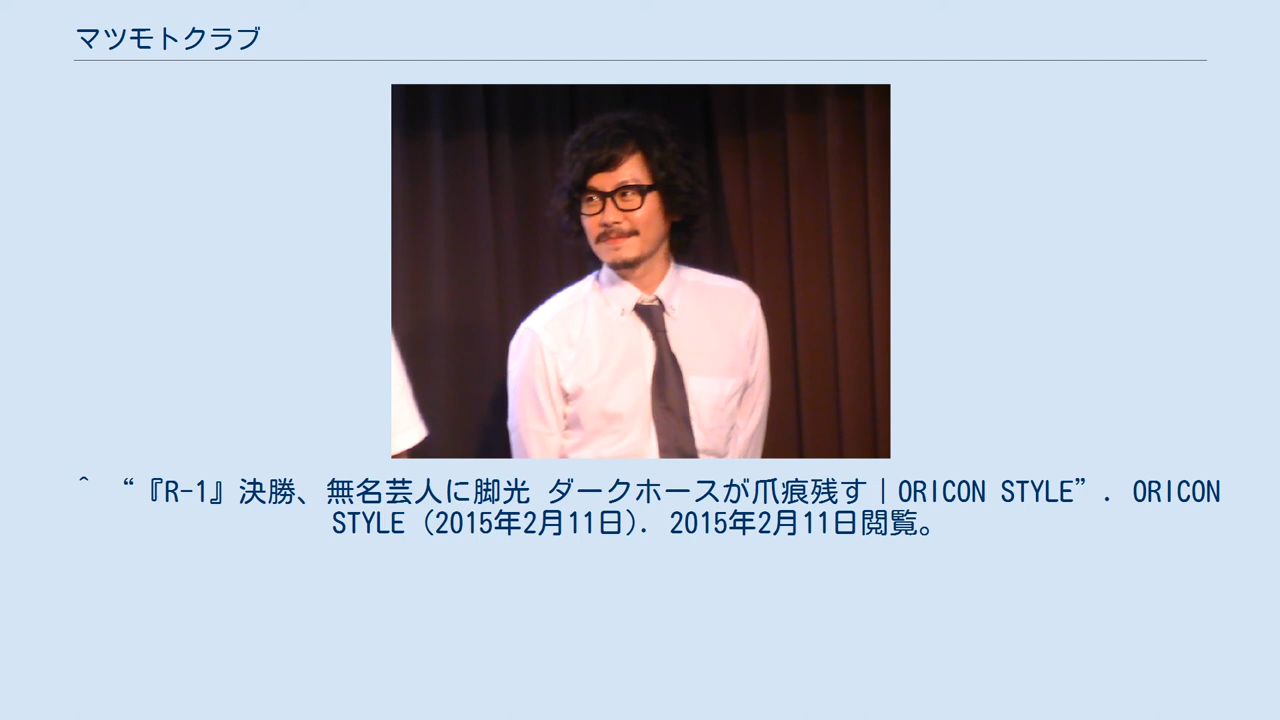 マツモトクラブ
^ “『R-1』決勝、無名芸人に脚光 ダークホースが爪痕残す｜ORICON STYLE”. ORICON
STYLE (2015年2月11日). 2015年2月11日閲覧。